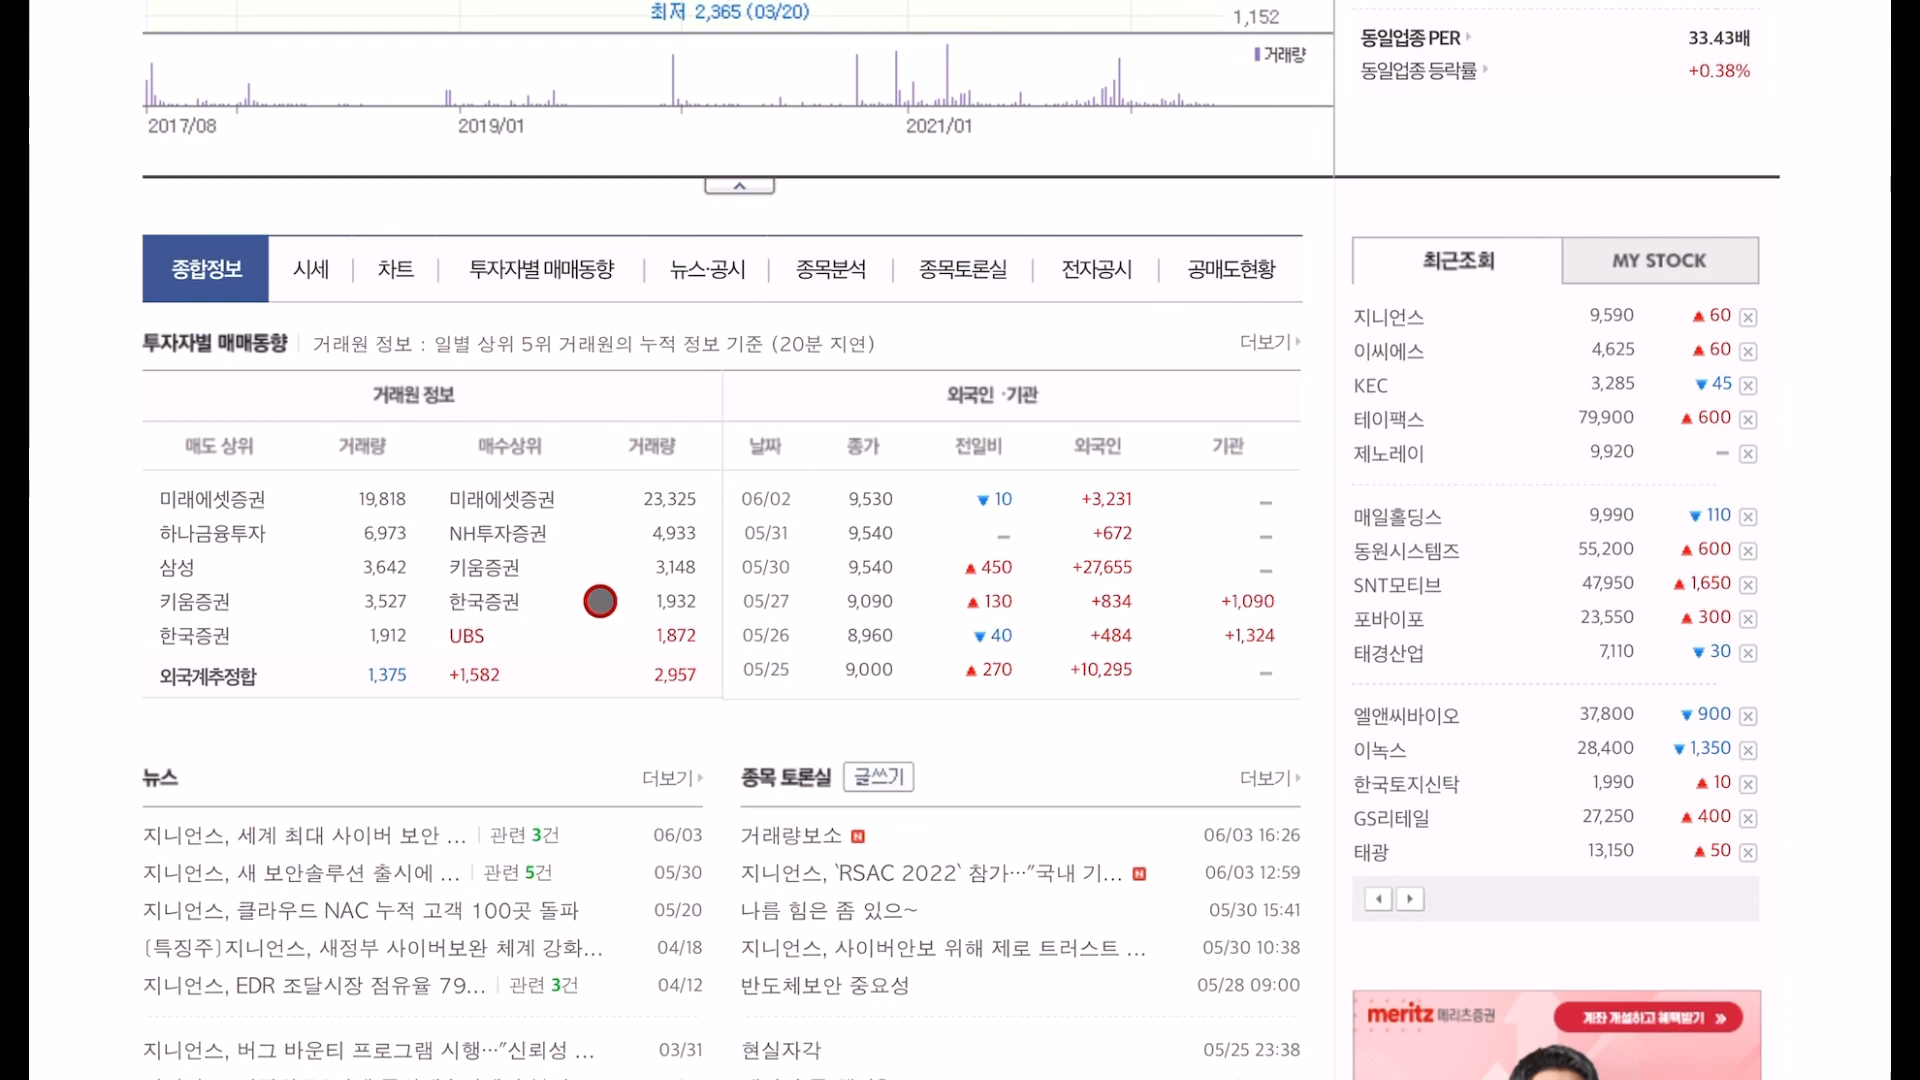 최저 2,365 (03/20)
1,152
거래량
2017/08 2019/01 2021/01
동일업종 PER 33.43배
동일업종 등락률 +0.38%
종합정보 시세 차트 투자자별 매매동향 뉴스·공시 종목분석 종목토론실 전자공시 공매도현황
투자자별 매매동향 거래원 정보 : 일별 상위 5위 거래원의 누적 정보 기준 (20분 지연) 더보기
거래원 정보 외국인 ·기관
매도 상위 거래량 매수상위 거래량 날짜 종가 전일비 외국인 기관
미래에셋증권 19,818 미래에셋증권 23,325 06/02 9,530 ▼ 10 +3,231 –
하나금융투자 6,973 NH투자증권 4,933 05/31 9,540 – +672 –
삼성 3,642 키움증권 3,148 05/30 9,540 ▲ 450 +27,655 –
키움증권 3,527 한국증권 1,932 05/27 9,090 ▲ 130 +834 +1,090
한국증권 1,912 UBS 1,872 05/26 8,960 ▼ 40 +484 +1,324
외국계추정합 1,375 +1,582 2,957 05/25 9,000 ▲ 270 +10,295 –
뉴스 더보기
지니언스, 세계 최대 사이버 보안 ... 관련 3건 06/03
지니언스, 새 보안솔루션 출시에 ... 관련 5건 05/30
지니언스, 클라우드 NAC 누적 고객 100곳 돌파 05/20
[특징주]지니언스, 새정부 사이버보완 체계 강화... 04/18
지니언스, EDR 조달시장 점유율 79... 관련 3건 04/12
지니언스, 버그 바운티 프로그램 시행…"신뢰성 ... 03/31
종목 토론실 글쓰기 더보기
거래량보소 N 06/03 16:26
지니언스, `RSAC 2022` 참가…"국내 기... N 06/03 12:59
나름 힘은 좀 있으~ 05/30 15:41
지니언스, 사이버안보 위해 제로 트러스트 ... 05/30 10:38
반도체보안 중요성 05/28 09:00
현실자각 05/25 23:38
최근조회 MY STOCK
지니언스 9,590 ▲ 60
이씨에스 4,625 ▲ 60
KEC 3,285 ▼ 45
테이팩스 79,900 ▲ 600
제노레이 9,920 –
매일홀딩스 9,990 ▼ 110
동원시스템즈 55,200 ▲ 600
SNT모티브 47,950 ▲ 1,650
포바이포 23,550 ▲ 300
태경산업 7,110 ▼ 30
엘앤씨바이오 37,800 ▼ 900
이녹스 28,400 ▼ 1,350
한국토지신탁 1,990 ▲ 10
GS리테일 27,250 ▲ 400
태광 13,150 ▲ 50
meritz 메리츠증권 계좌 개설하고 혜택받기